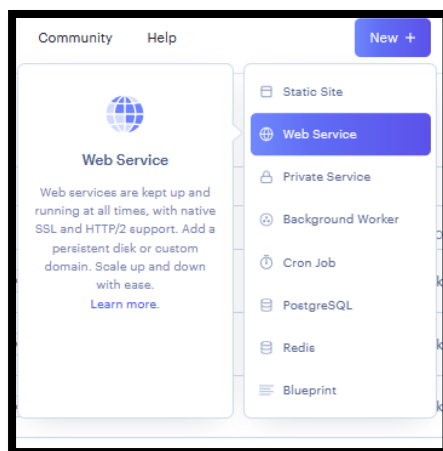 Community Help New +
Web Service
Web services are kept up and
running at all times, with native
SSL and HTTP/2 support. Add a
persistent disk or custom
domain. Scale up and down
with ease.
Learn more.
Static Site
Web Service
Private Service
Background Worker
Cron Job
PostgreSQL
Redis
Blueprint